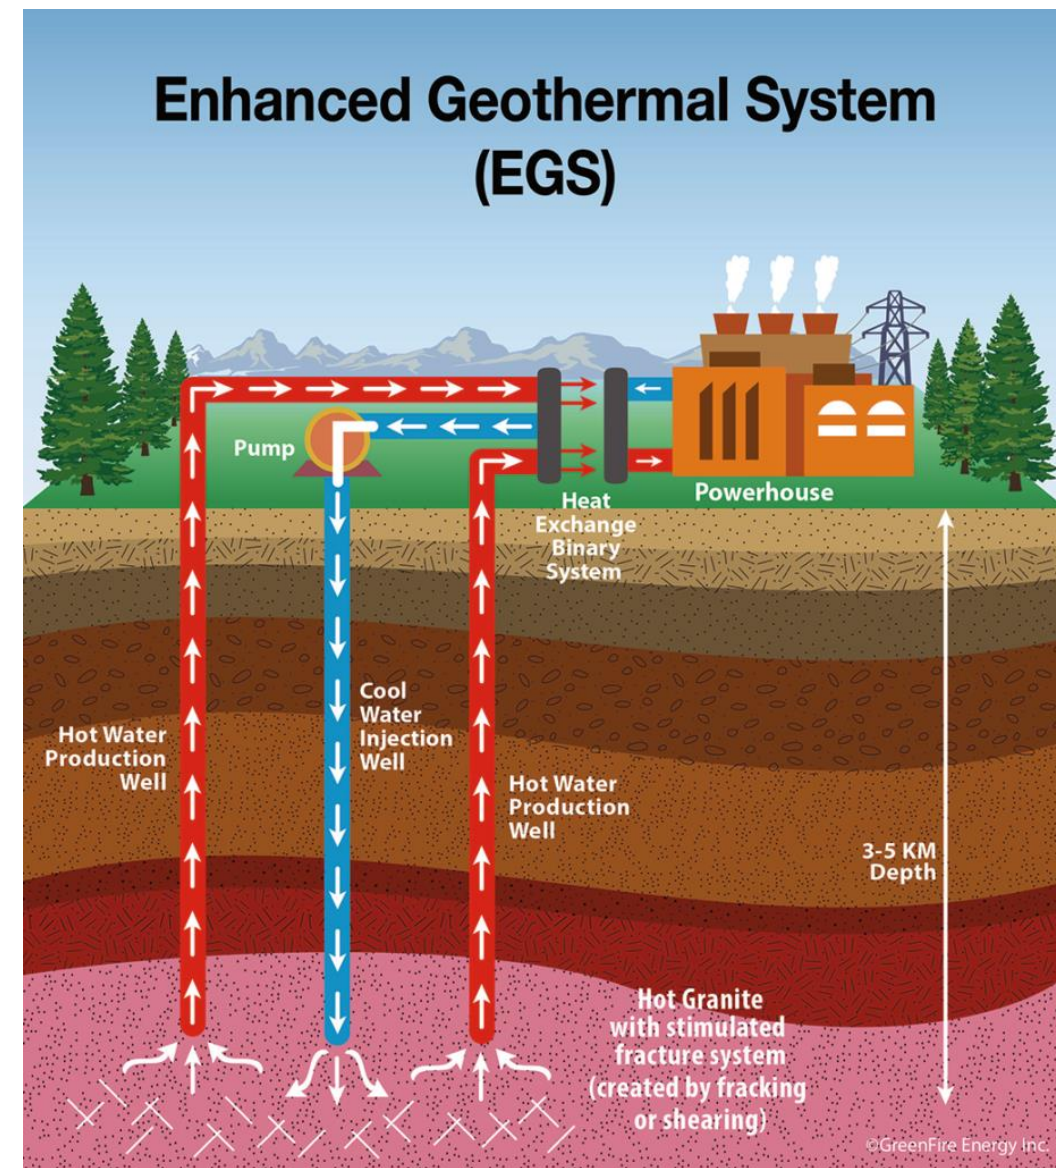 Enhanced Geothermal System
(EGS)
Pump
Powerhouse
Heat
Exchange
Binary
System
Cool
Water
Injection
Well
Hot Water
Production
Well
Hot Water
Production
Well
3-5 KM
Depth
Hot Granite
with stimulated
fracture system
(created by fracking
or shearing)
©GreenFire Energy Inc.